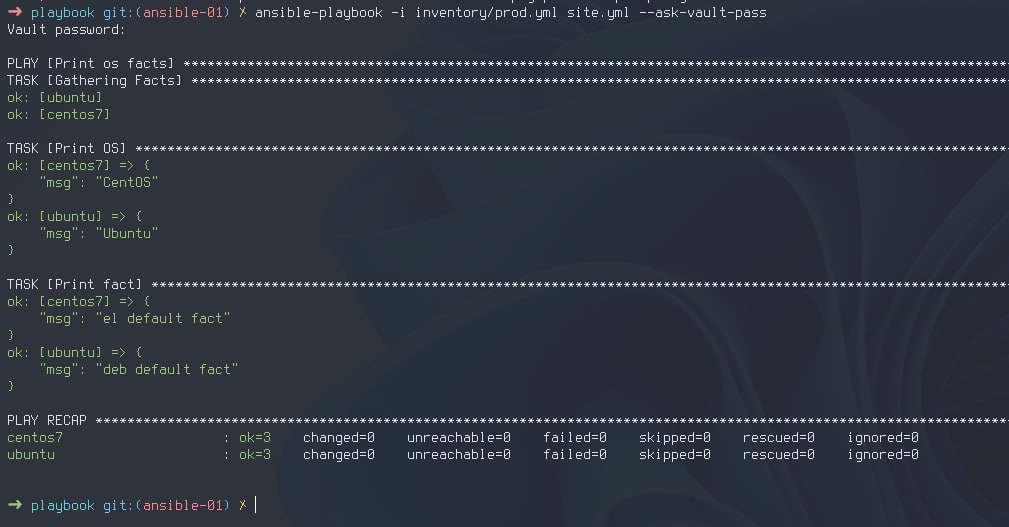 ➜ playbook git:(ansible-01) ✗ ansible-playbook -i inventory/prod.yml site.yml --ask-vault-pass
Vault password:
PLAY [Print os facts] ******************************************************************************************************
TASK [Gathering Facts] *****************************************************************************************************
ok: [ubuntu]
ok: [centos7]
TASK [Print OS] ************************************************************************************************************
ok: [centos7] => {
    "msg": "CentOS"
}
ok: [ubuntu] => {
    "msg": "Ubuntu"
}
TASK [Print fact] **********************************************************************************************************
ok: [centos7] => {
    "msg": "el default fact"
}
ok: [ubuntu] => {
    "msg": "deb default fact"
}
PLAY RECAP *****************************************************************************************************************
centos7                    : ok=3    changed=0    unreachable=0    failed=0    skipped=0    rescued=0    ignored=0
ubuntu                     : ok=3    changed=0    unreachable=0    failed=0    skipped=0    rescued=0    ignored=0
➜ playbook git:(ansible-01) ✗